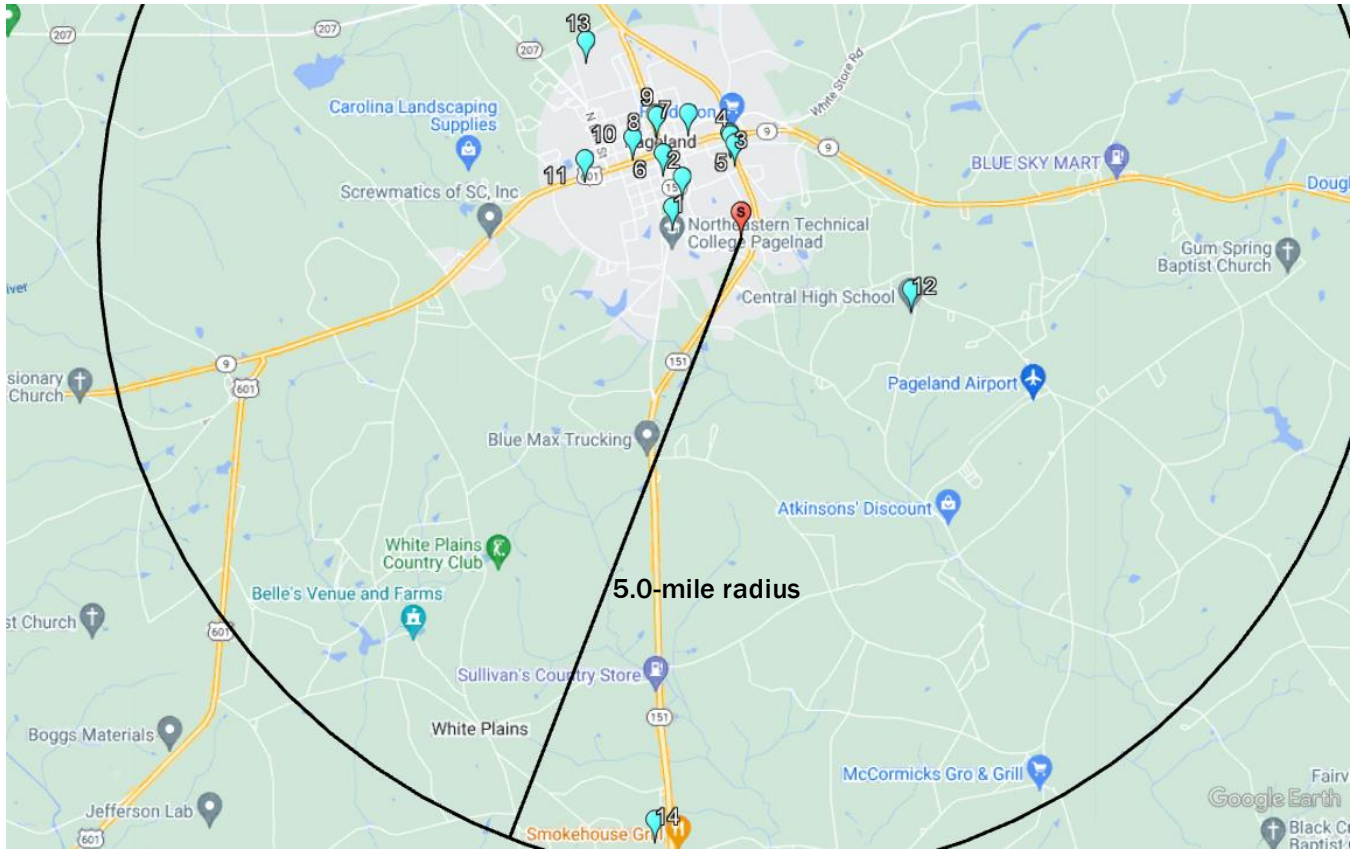 13
207
207
207
9
7
4
Carolina Landscaping
Supplies
N
St
White Store Rd
10
8
9
3
9
2
6
5
11
601
BLUE SKY MART
Screwmatics of SC, Inc
151
Doug
1
S
Northeastern Technical
College Pagelnad
Gum Spring
Baptist Church
Central High School
12
9
151
sionary
Church
601
Pageland Airport
Blue Max Trucking
Atkinsons' Discount
White Plains
Country Club
5.0-mile radius
Belle's Venue and Farms
st Church
601
Sullivan's Country Store
151
White Plains
Boggs Materials
McCormicks Gro & Grill
Fairv
Google Earth
Jefferson Lab
14
Smokehouse Grill
601
Black C
Baptist